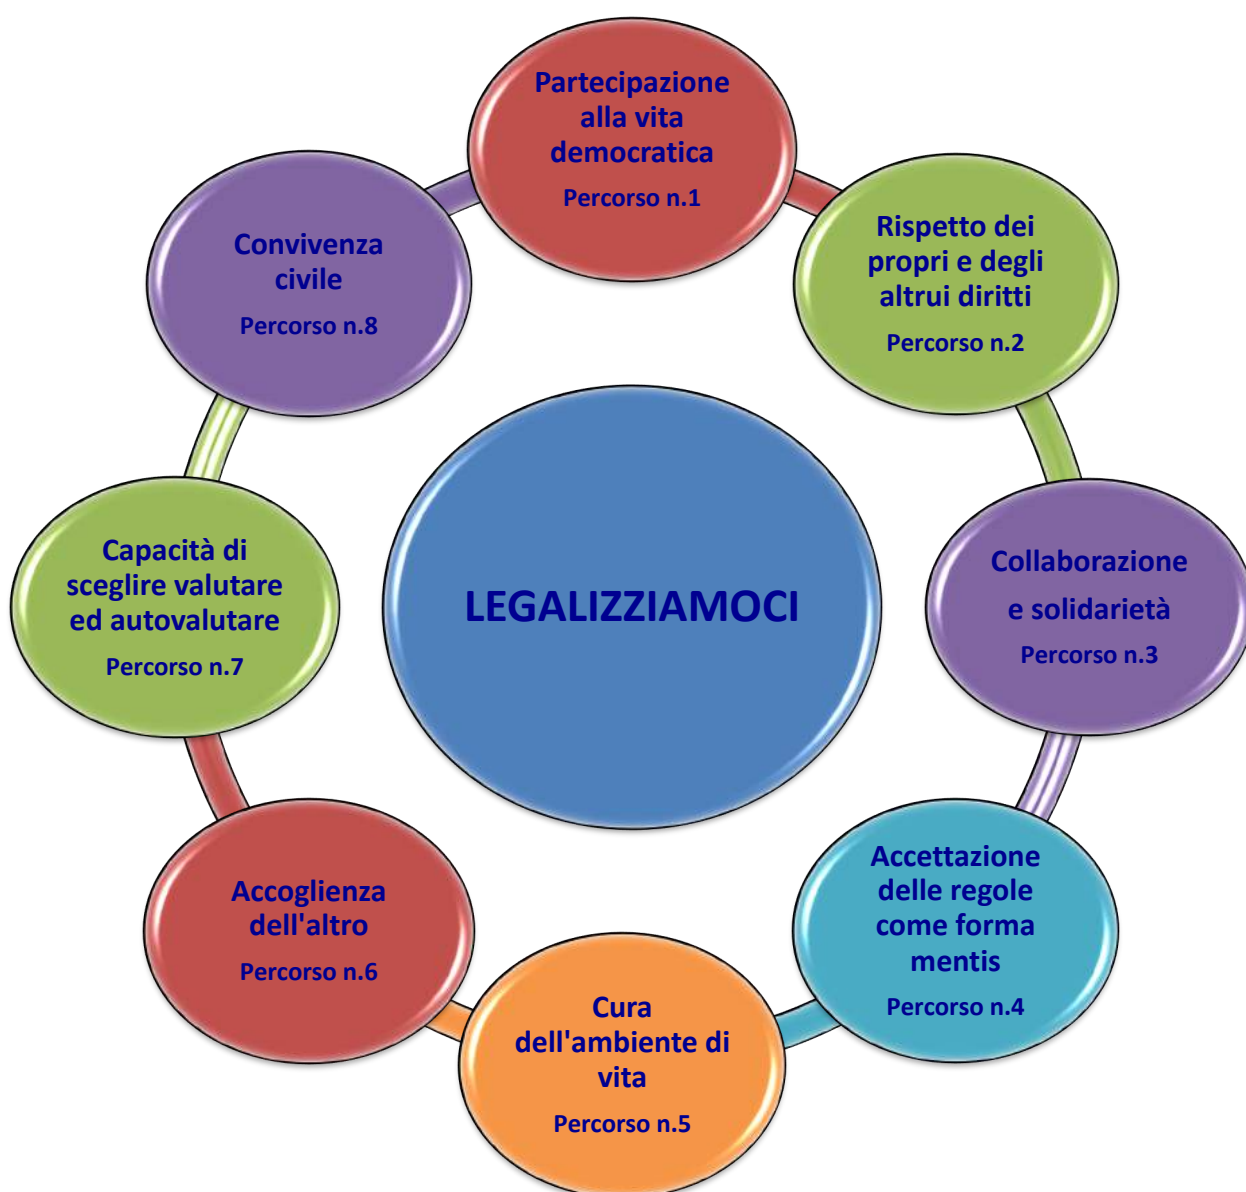 Partecipazione
alla vita
democratica
Percorso n.1
Rispetto dei
propri e degli
altrui diritti
Percorso n.2
Collaborazione
e solidarietà
Percorso n.3
Accettazione
delle regole
come forma
mentis
Percorso n.4
Cura
dell'ambiente di
vita
Percorso n.5
Accoglienza
dell'altro
Percorso n.6
Capacità di
sceglire valutare
ed autovalutare
Percorso n.7
Convivenza
civile
Percorso n.8
LEGALIZZIAMOCI